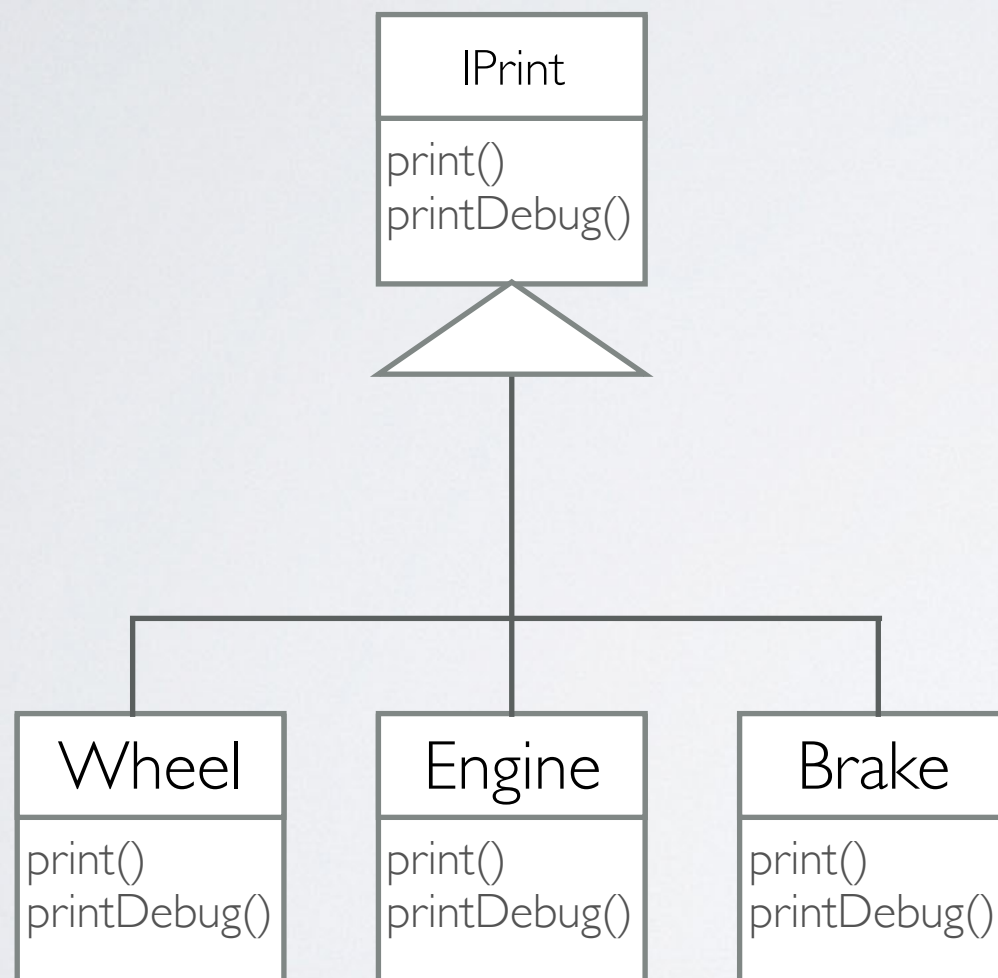 IPrint
print()
printDebug()
Wheel
print()
printDebug()
Engine
print()
printDebug()
Brake
print()
printDebug()